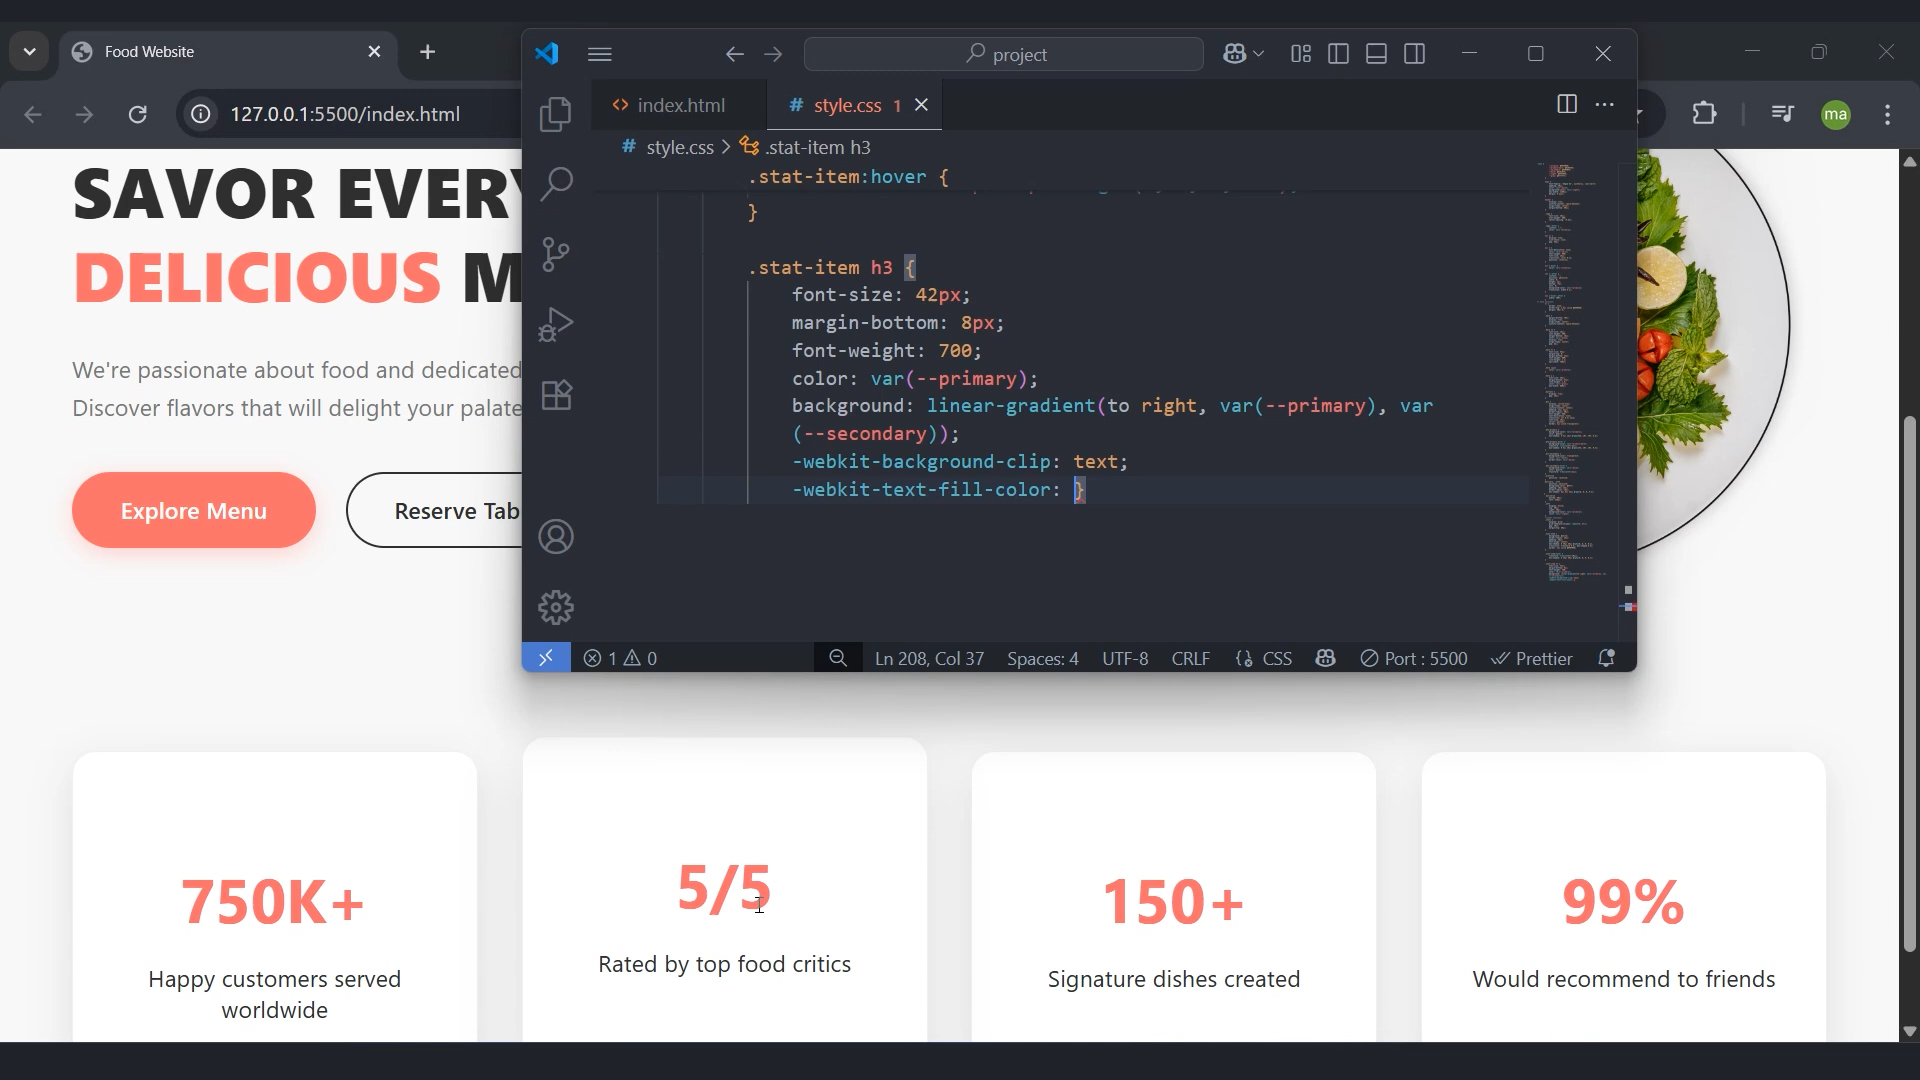 Food Website
127.0.0.1:5500/index.html
ma
project
index.html
style.css 1
# style.css > .stat-item h3
.stat-item:hover {
}
.stat-item h3 {
font-size: 42px;
margin-bottom: 8px;
font-weight: 700;
color: var(--primary);
background: linear-gradient(to right, var(--primary), var
(--secondary));
-webkit-background-clip: text;
-webkit-text-fill-color: }
1 0 Ln 208, Col 37 Spaces: 4 UTF-8 CRLF {} CSS Port : 5500 Prettier
SAVOR EVERY
DELICIOUS M
We're passionate about food and dedicated
Discover flavors that will delight your palate
Explore Menu
Reserve Tab
750K+
Happy customers served
worldwide
5/5
Rated by top food critics
150+
Signature dishes created
99%
Would recommend to friends